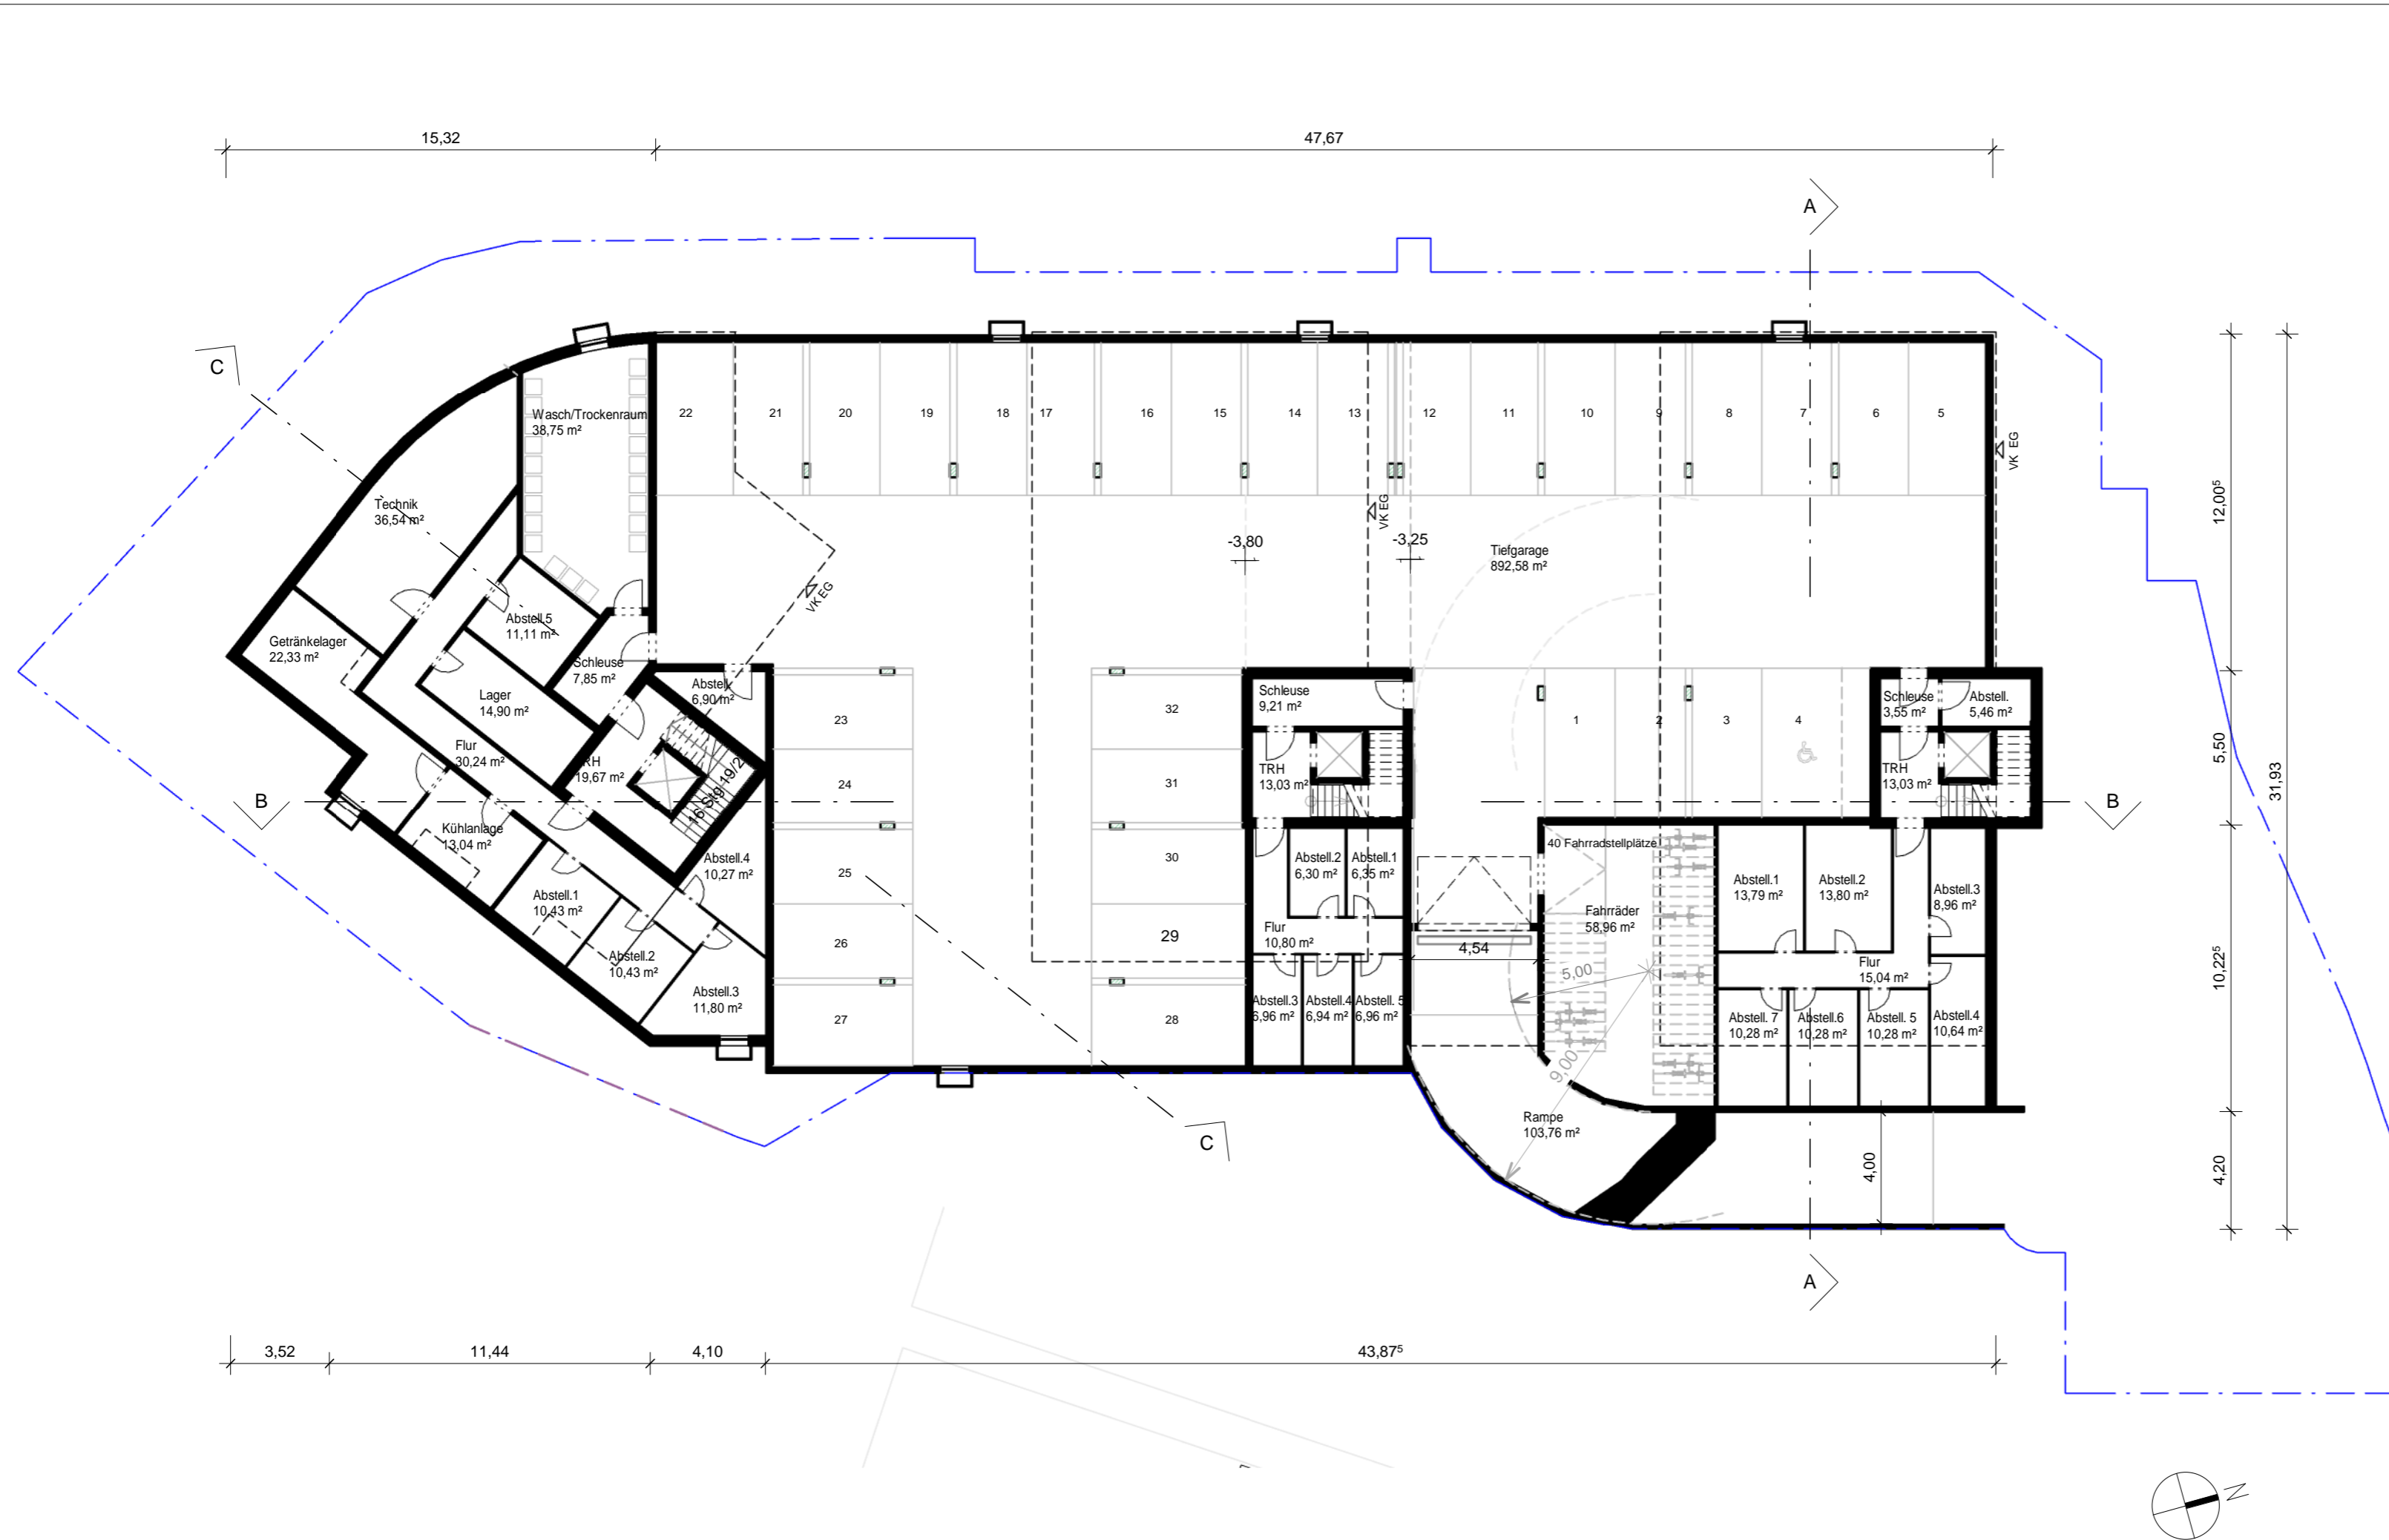 15,32
47,67
A
C
Wasch/Trockenraum
38,75 m²
22
21
20
19
18
17
16
15
14
13
12
11
10
9
8
7
6
5
VK EG
VK EG
VK EG
12,00⁵
Technik
36,54 m²
-3,80
-3,25
Tiefgarage
892,58 m²
Getränkelager
22,33 m²
Abstell.5
11,11 m²
Schleuse
7,85 m²
Lager
14,90 m²
Abstell.
6,90 m²
Flur
30,24 m²
TRH
19,67 m²
16 Stg 19/2
23
24
25
26
27
32
31
30
29
28
Schleuse
9,21 m²
TRH
13,03 m²
1
2
3
4
Schleuse
3,55 m²
Abstell.
5,46 m²
TRH
13,03 m²
5,50
31,93
B
B
Kühlanlage
13,04 m²
Abstell.4
10,27 m²
Abstell.1
10,43 m²
Abstell.2
10,43 m²
Abstell.3
11,80 m²
Abstell.2
6,30 m²
Abstell.1
6,35 m²
Flur
10,80 m²
Abstell.3
6,96 m²
Abstell.4
6,94 m²
Abstell. 5
6,96 m²
4,54
5,00
9,00
40 Fahrradstellplätze
Fahrräder
58,96 m²
Abstell.1
13,79 m²
Abstell.2
13,80 m²
Abstell.3
8,96 m²
Flur
15,04 m²
Abstell. 7
10,28 m²
Abstell.6
10,28 m²
Abstell. 5
10,28 m²
Abstell.4
10,64 m²
10,22⁵
Rampe
103,76 m²
4,00
4,20
C
A
3,52
11,44
4,10
43,87⁵
N